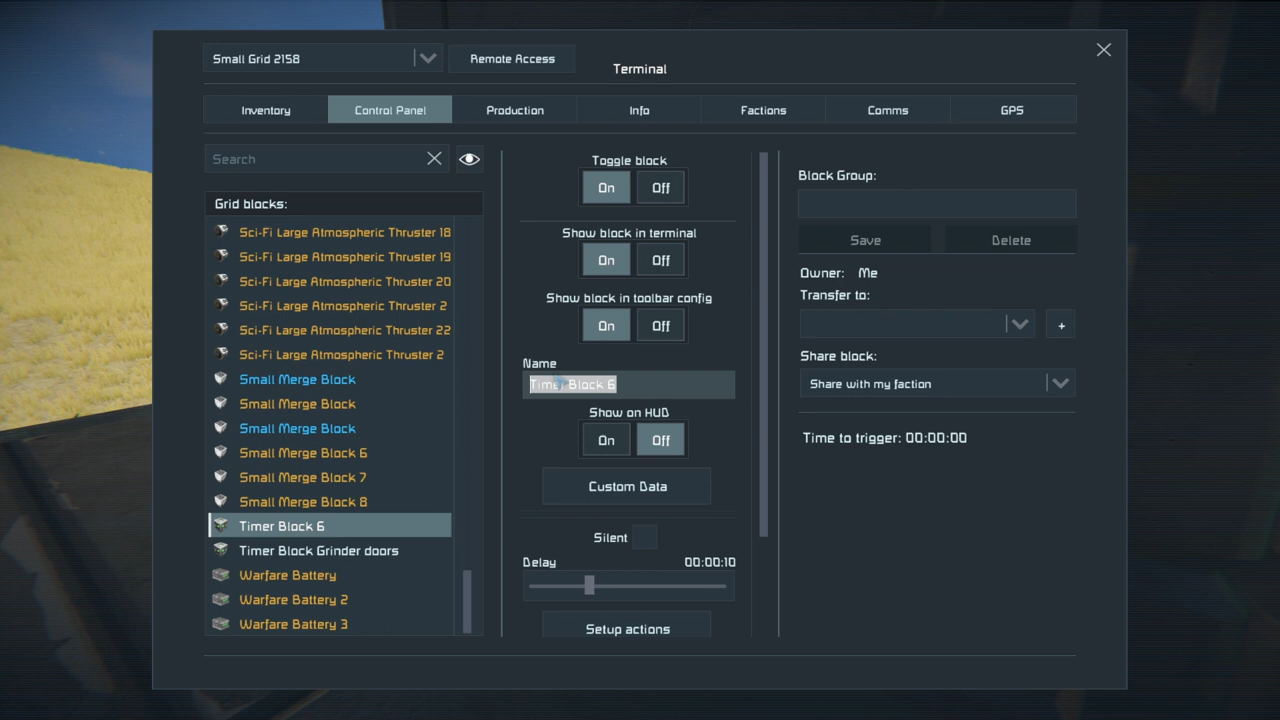 Small Grid 2158
Remote Access
Terminal
Inventory
Control Panel
Production
Info
Factions
Comms
GPS
Search
Grid blocks:
Sci-Fi Large Atmospheric Thruster 18
Sci-Fi Large Atmospheric Thruster 19
Sci-Fi Large Atmospheric Thruster 20
Sci-Fi Large Atmospheric Thruster 2
Sci-Fi Large Atmospheric Thruster 22
Sci-Fi Large Atmospheric Thruster 2
Small Merge Block
Small Merge Block
Small Merge Block
Small Merge Block 6
Small Merge Block 7
Small Merge Block 8
Timer Block 6
Timer Block Grinder doors
Warfare Battery
Warfare Battery 2
Warfare Battery 3
Toggle block
On Off
Show block in terminal
On Off
Show block in toolbar config
On Off
Name
Timer Block 6
Show on HUD
On Off
Custom Data
Silent
Delay 00:00:10
Setup actions
Block Group:
Save Delete
Owner: Me
Transfer to:
+
Share block:
Share with my faction
Time to trigger: 00:00:00